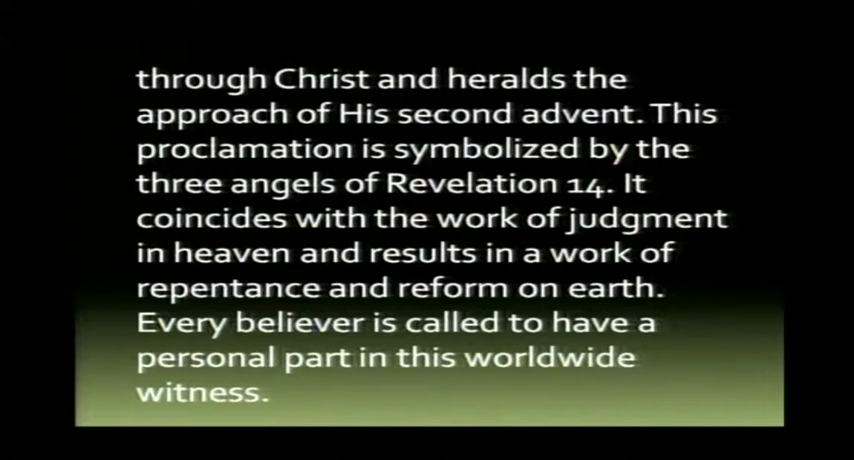 through Christ and heralds the
approach of His second advent. This
proclamation is symbolized by the
three angels of Revelation 14. It
coincides with the work of judgment
in heaven and results in a work of
repentance and reform on earth.
Every believer is called to have a
personal part in this worldwide
witness.